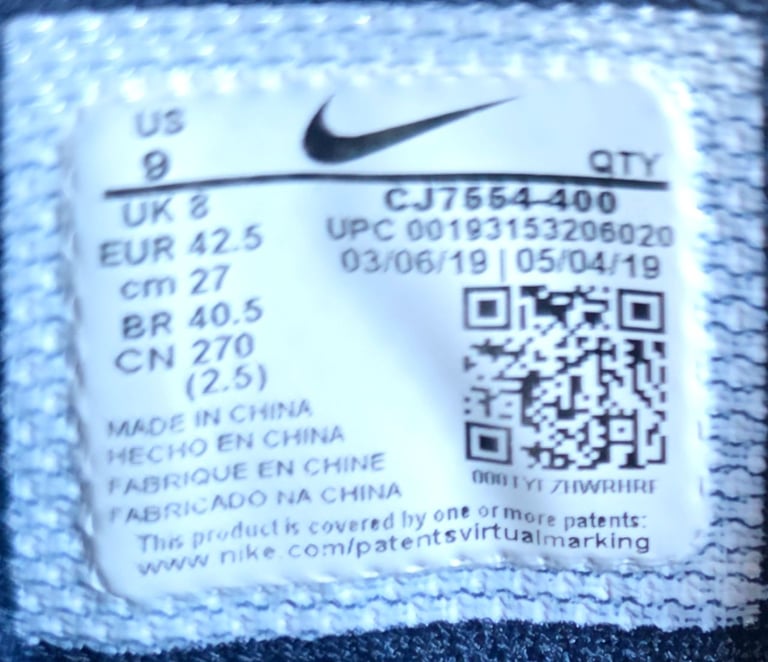 US
9
QTY
UK 8
EUR 42.5
cm 27
BR 40.5
CN 270
(2.5)
CJ7554-400
UPC 00193153206020
03/06/19 | 05/04/19
MADE IN CHINA
HECHO EN CHINA
FABRIQUE EN CHINE
FABRICADO NA CHINA
This product is covered by one or more patents:
www.nike.com/patentsvirtualmarking